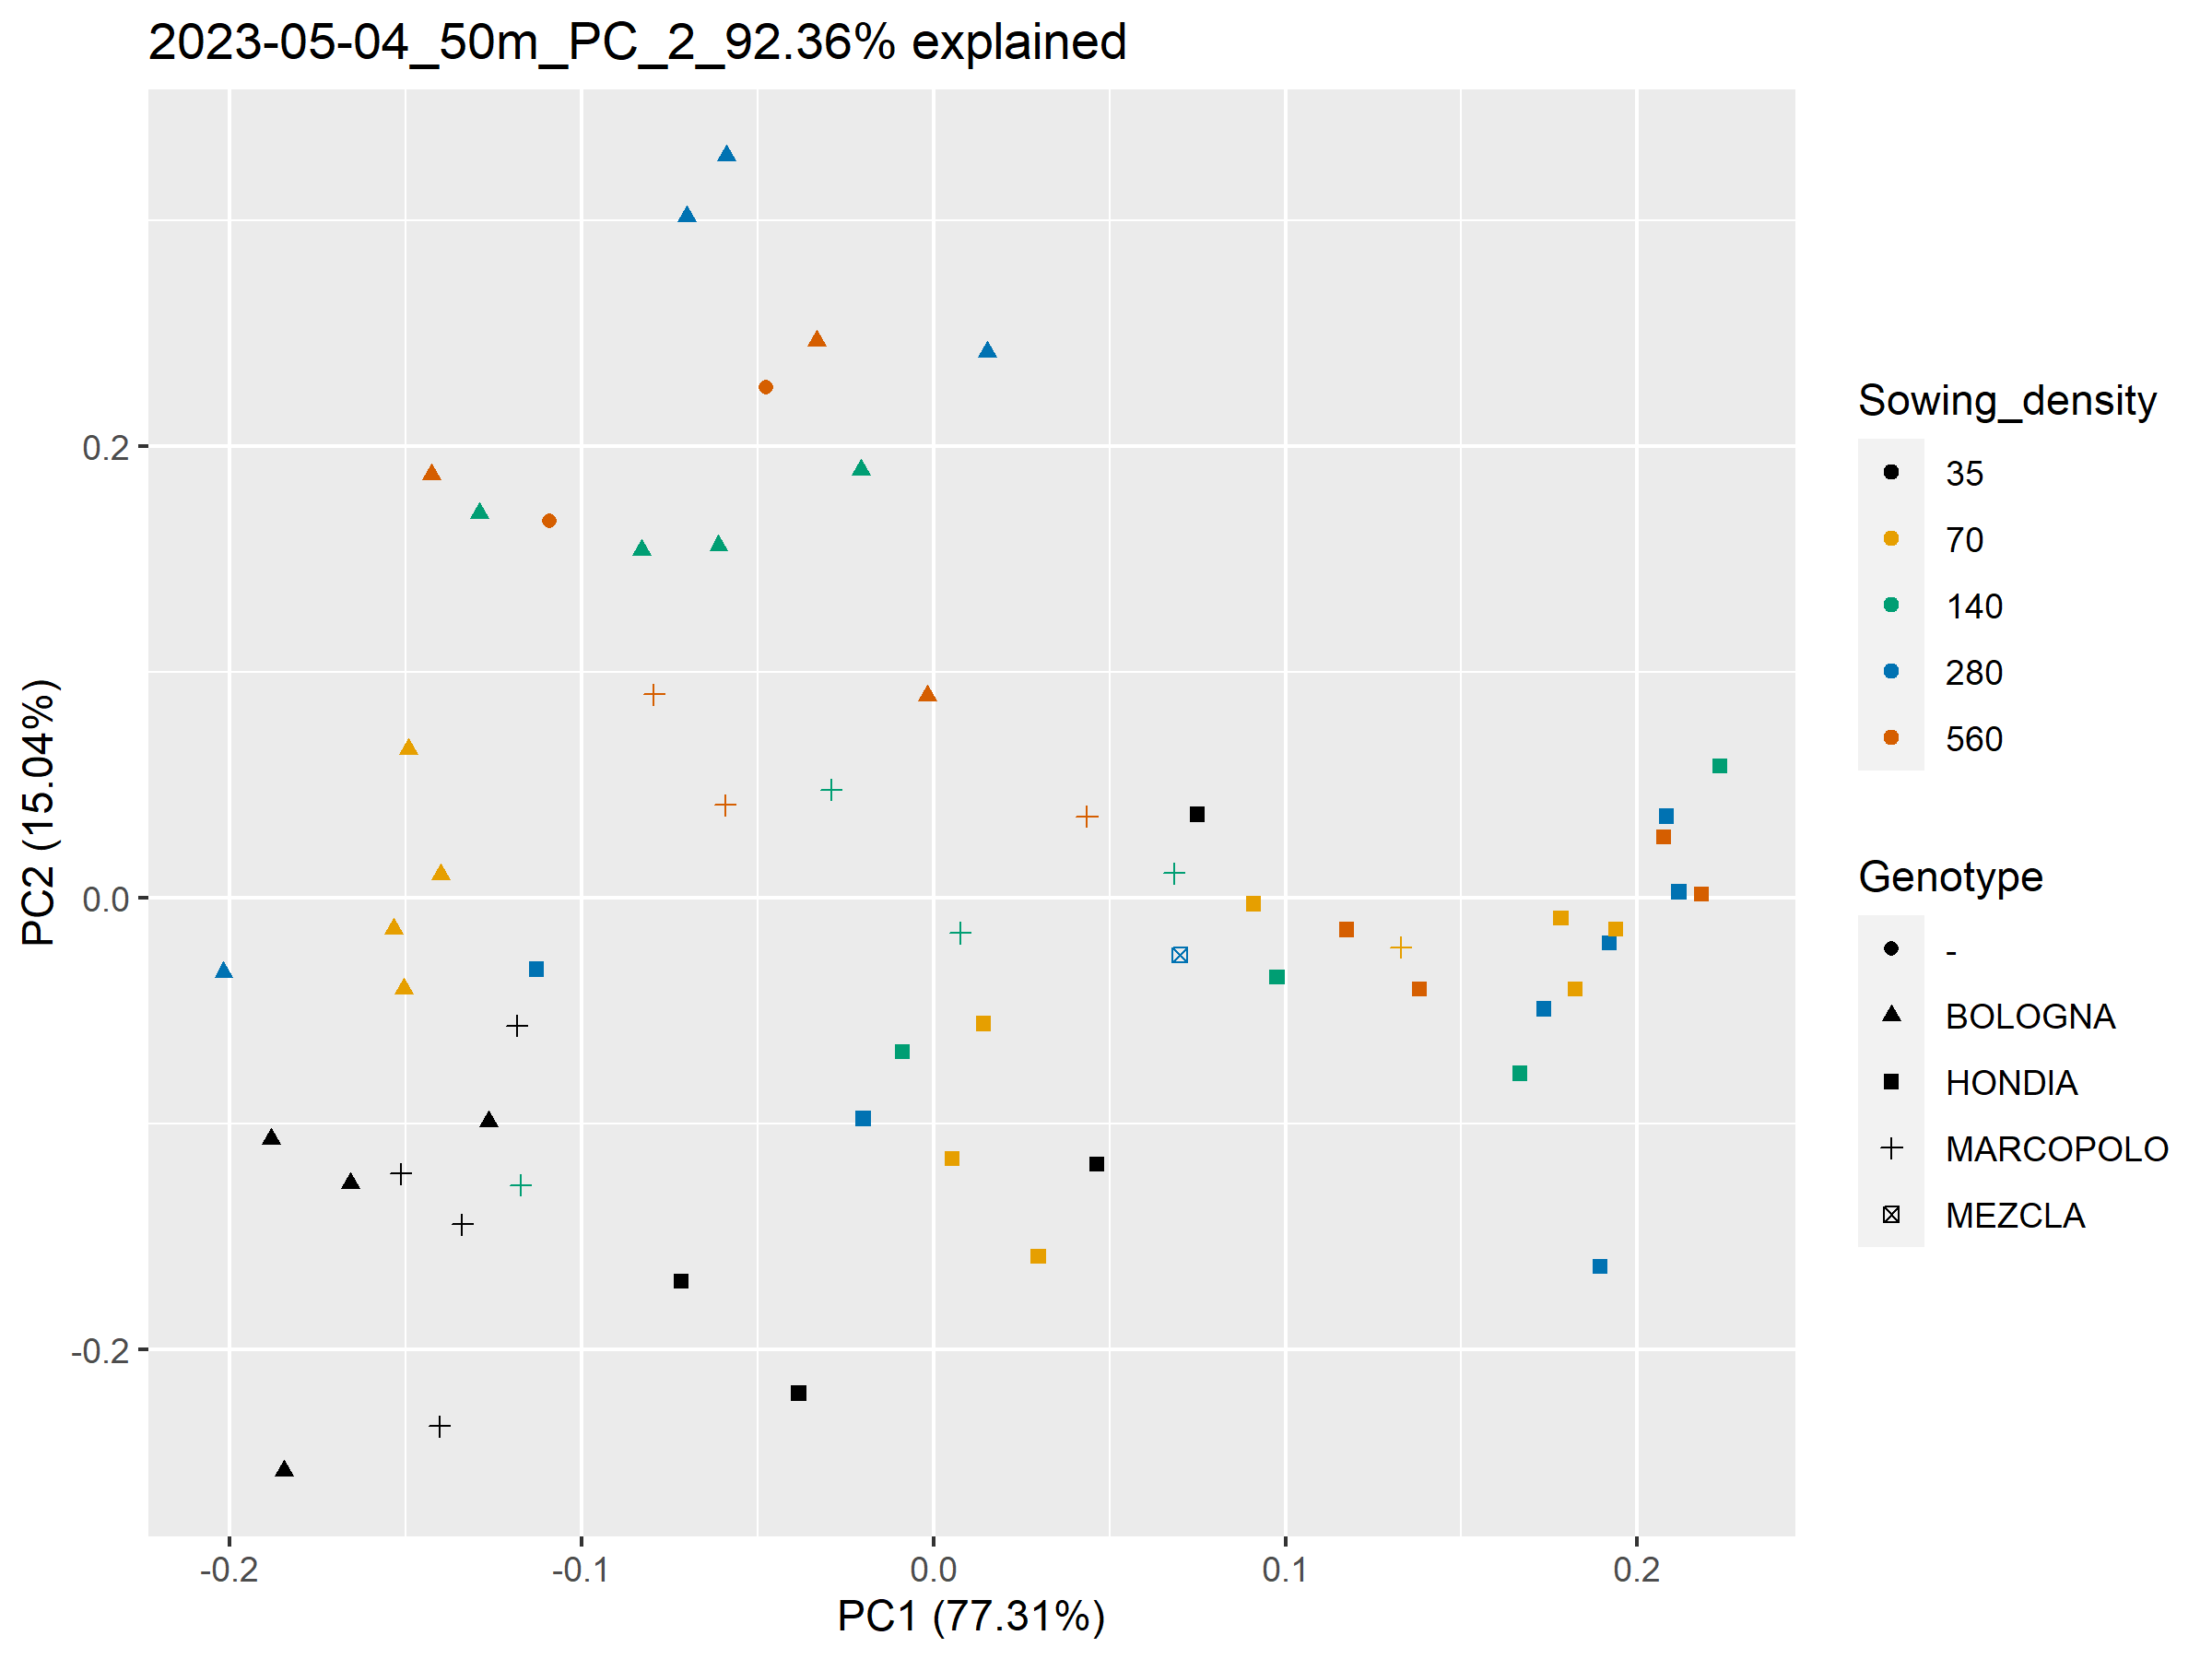 2023-05-04_50m_PC_2_92.36% explained
0.2
0.0
-0.2
PC2 (15.04%)
-0.2
-0.1
0.0
0.1
0.2
PC1 (77.31%)
Sowing_density
35
70
140
280
560
Genotype
-
BOLOGNA
HONDIA
MARCOPOLO
MEZCLA